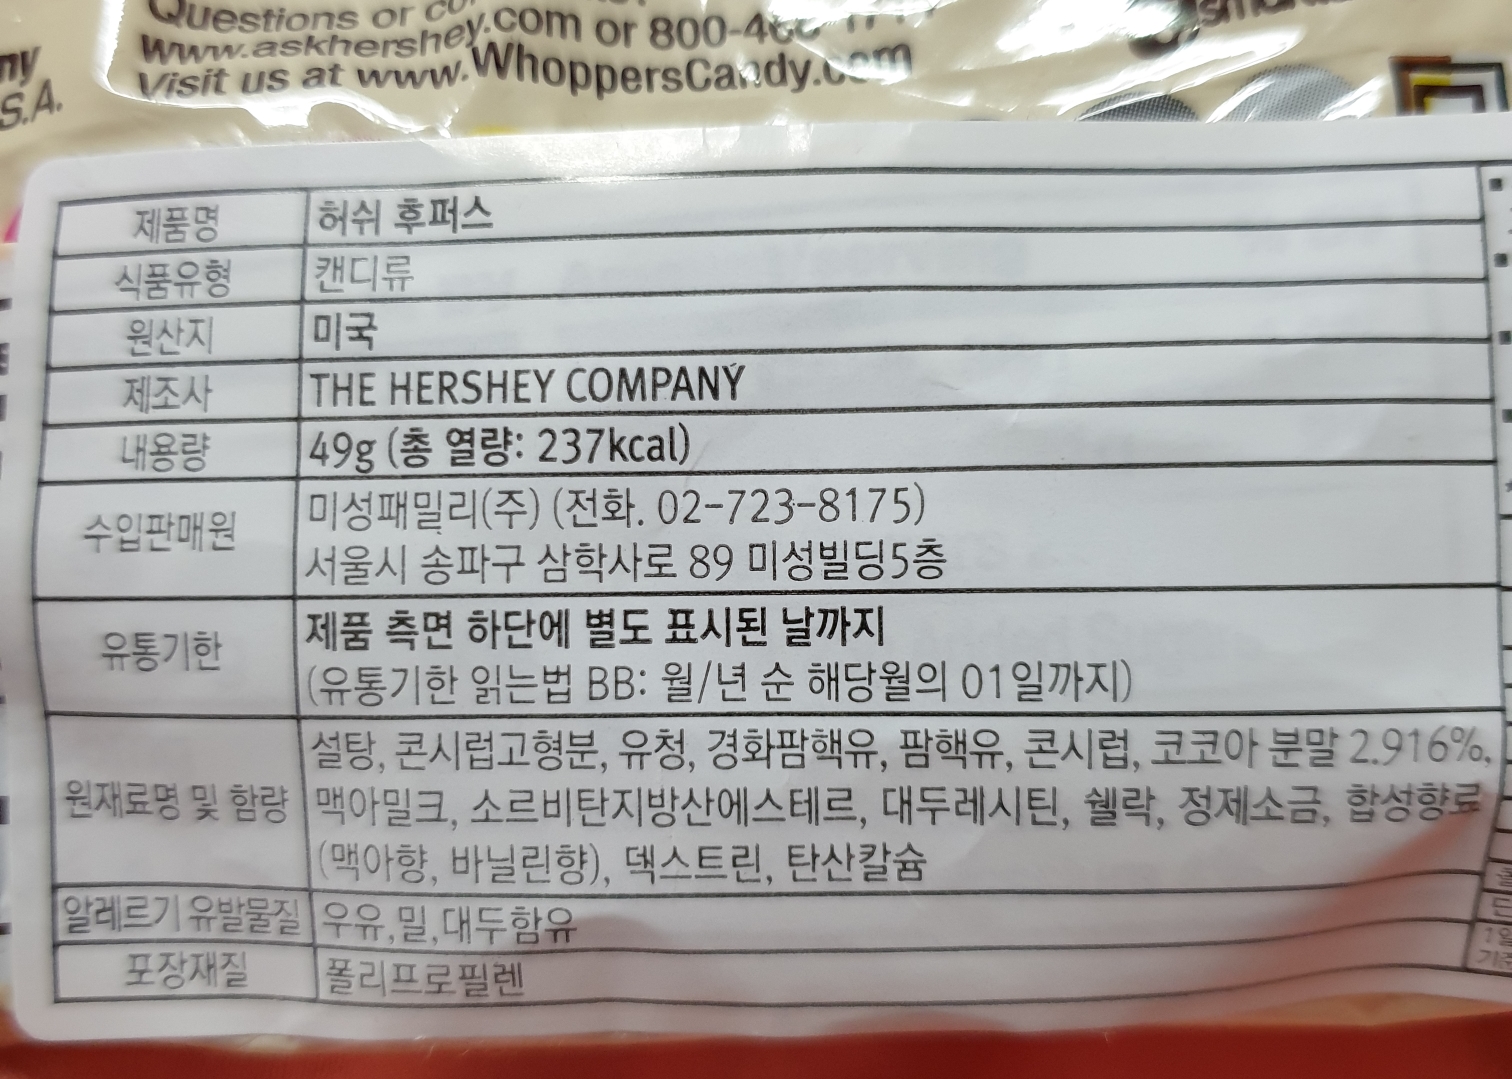 Questions or
www.askhershey.com or 800-
Visit us at www.WhoppersCandy.com
S.A.
제품명 허쉬 후퍼스
식품유형 캔디류
원산지 미국
제조사 THE HERSHEY COMPANY
내용량 49g (총 열량: 237kcal)
수입판매원 미성패밀리(주) (전화. 02-723-8175)
서울시 송파구 삼학사로 89 미성빌딩5층
유통기한 제품 측면 하단에 별도 표시된 날까지
(유통기한 읽는법 BB: 월/년 순 해당월의 01일까지)
원재료명 및 함량 설탕, 콘시럽고형분, 유청, 경화팜핵유, 팜핵유, 콘시럽, 코코아 분말 2.916%,
맥아밀크, 소르비탄지방산에스테르, 대두레시틴, 쉘락, 정제소금, 합성향료
(맥아향, 바닐린향), 덱스트린, 탄산칼슘
알레르기 유발물질 우유,밀,대두함유
포장재질 폴리프로필렌